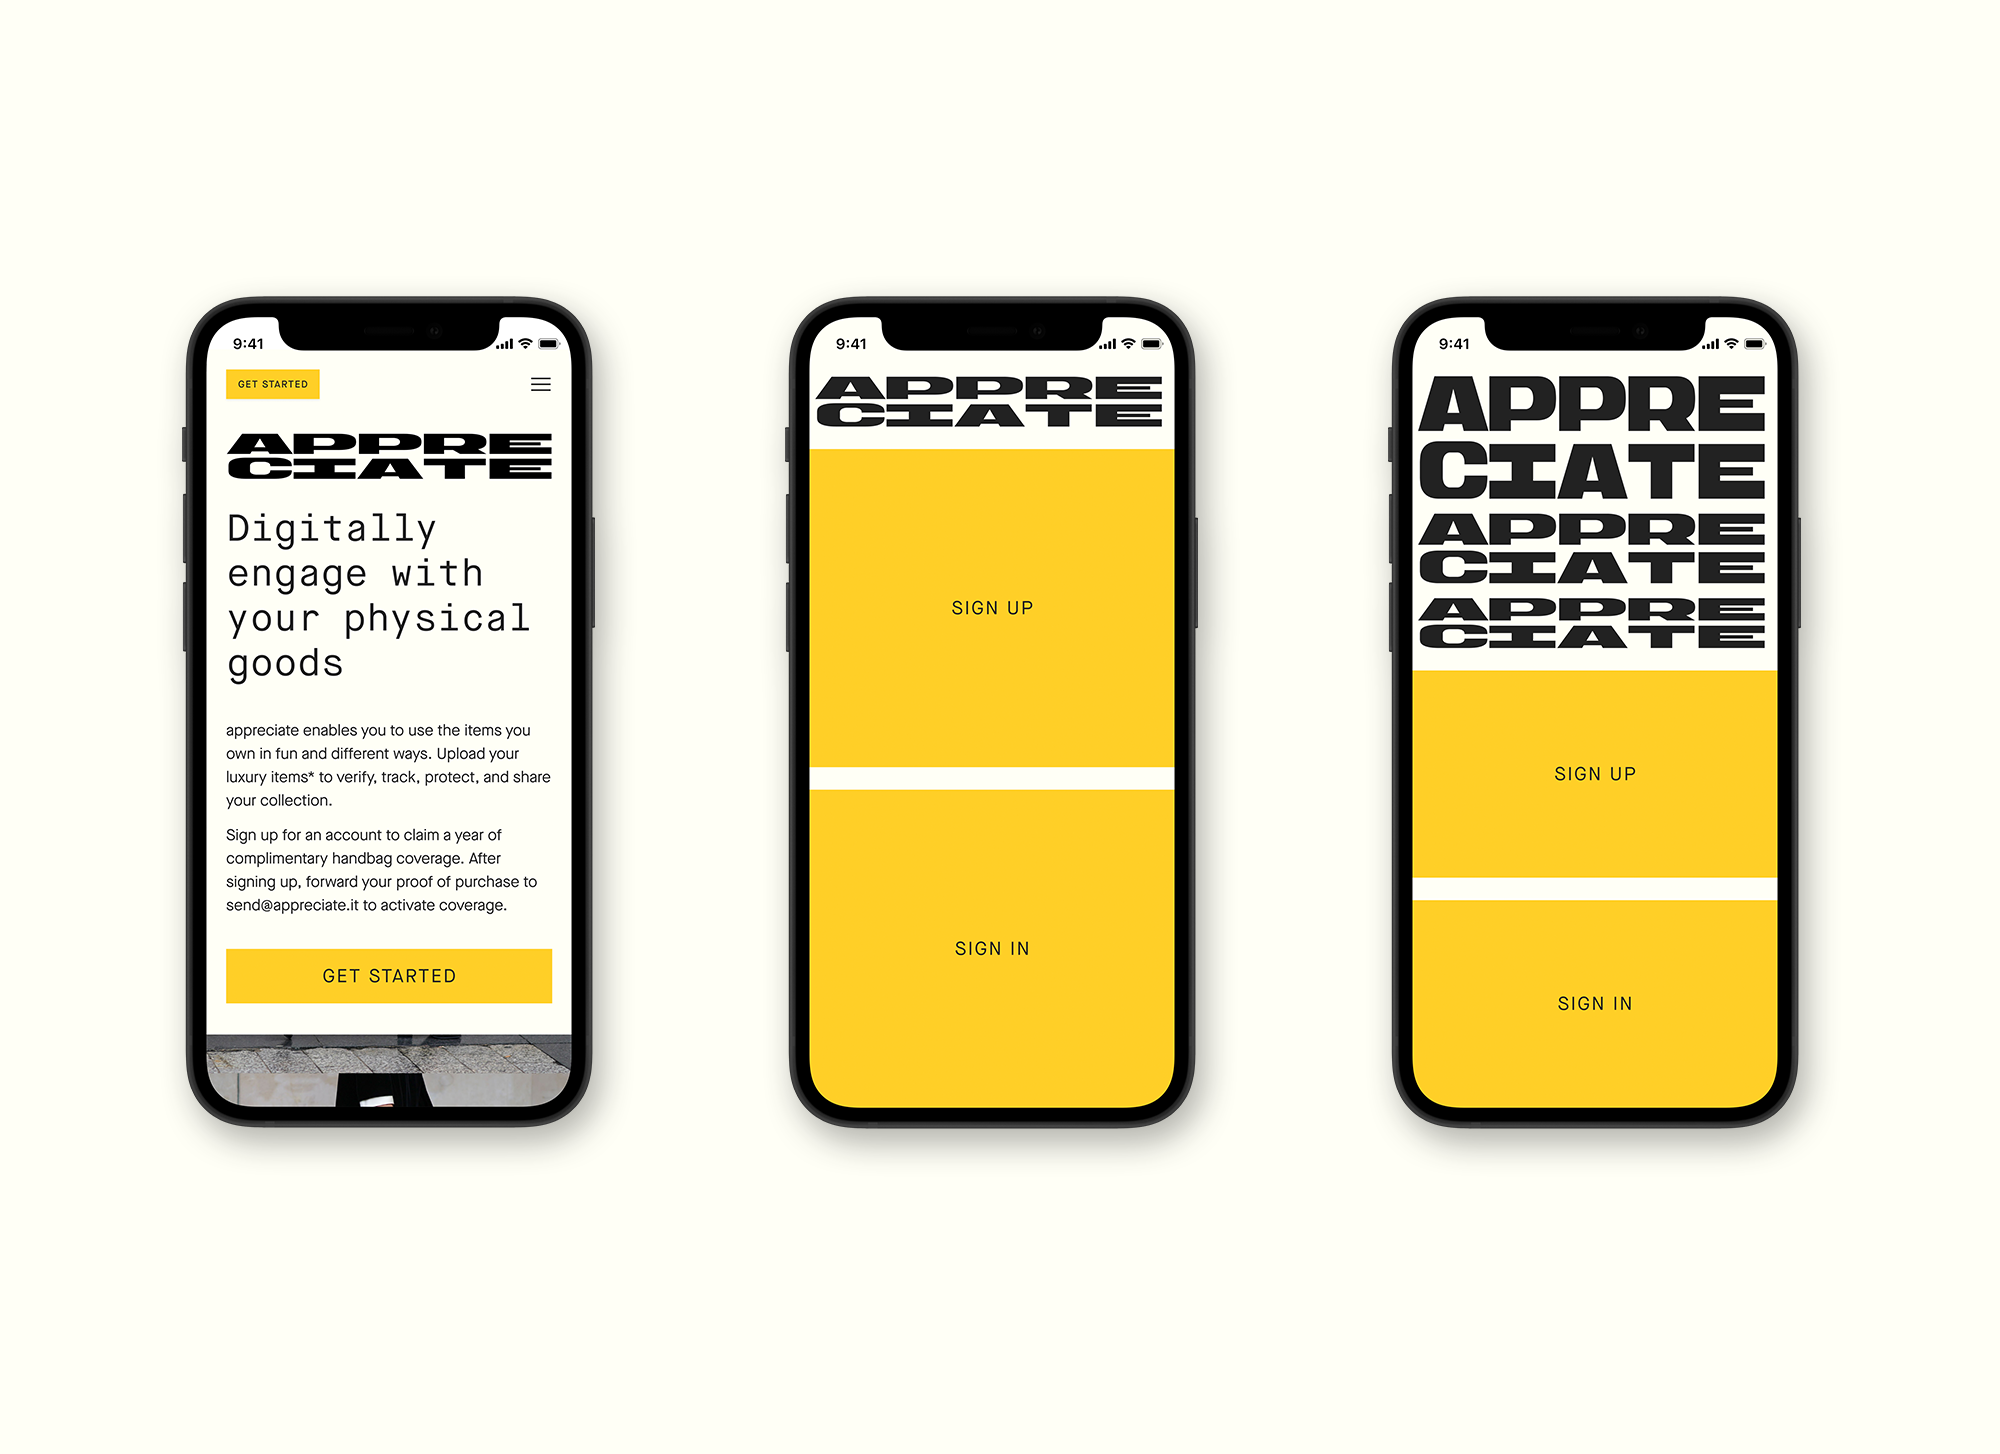 9:41
GET STARTED
APPRE
CIATE
Digitally
engage with
your physical
goods
appreciate enables you to use the items you
own in fun and different ways. Upload your
luxury items* to verify, track, protect, and share
your collection.
Sign up for an account to claim a year of
complimentary handbag coverage. After
signing up, forward your proof of purchase to
send@appreciate.it to activate coverage.
GET STARTED
9:41
APPRE
CIATE
SIGN UP
SIGN IN
9:41
APPRE
CIATE
APPRE
CIATE
APPRE
CIATE
SIGN UP
SIGN IN